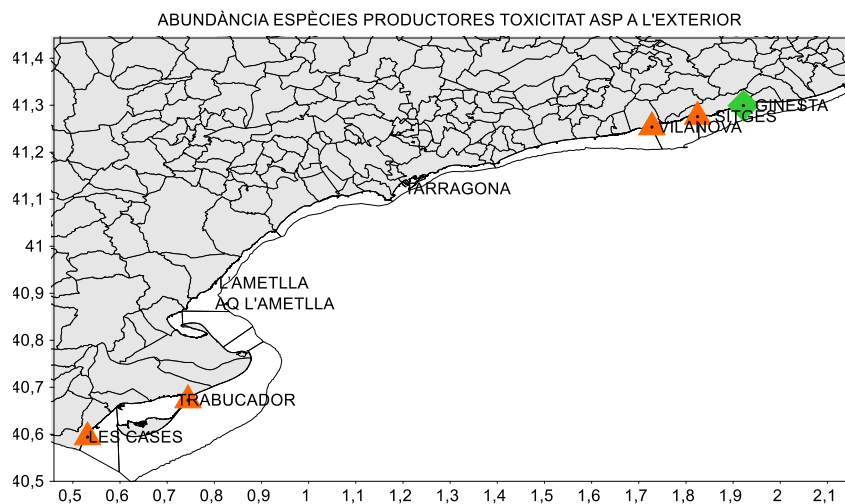 ABUNDÀNCIA ESPÈCIES PRODUCTORES TOXICITAT ASP A L'EXTERIOR
41,4
41,3
41,2
41,1
41
40,9
40,8
40,7
40,6
40,5
GINESTA
SITGES
VILANOVA
TARRAGONA
L'AMETLLA
AQ L'AMETLLA
TRABUCADOR
LES CASES
0,5 0,6 0,7 0,8 0,9 1 1,1 1,2 1,3 1,4 1,5 1,6 1,7 1,8 1,9 2 2,1